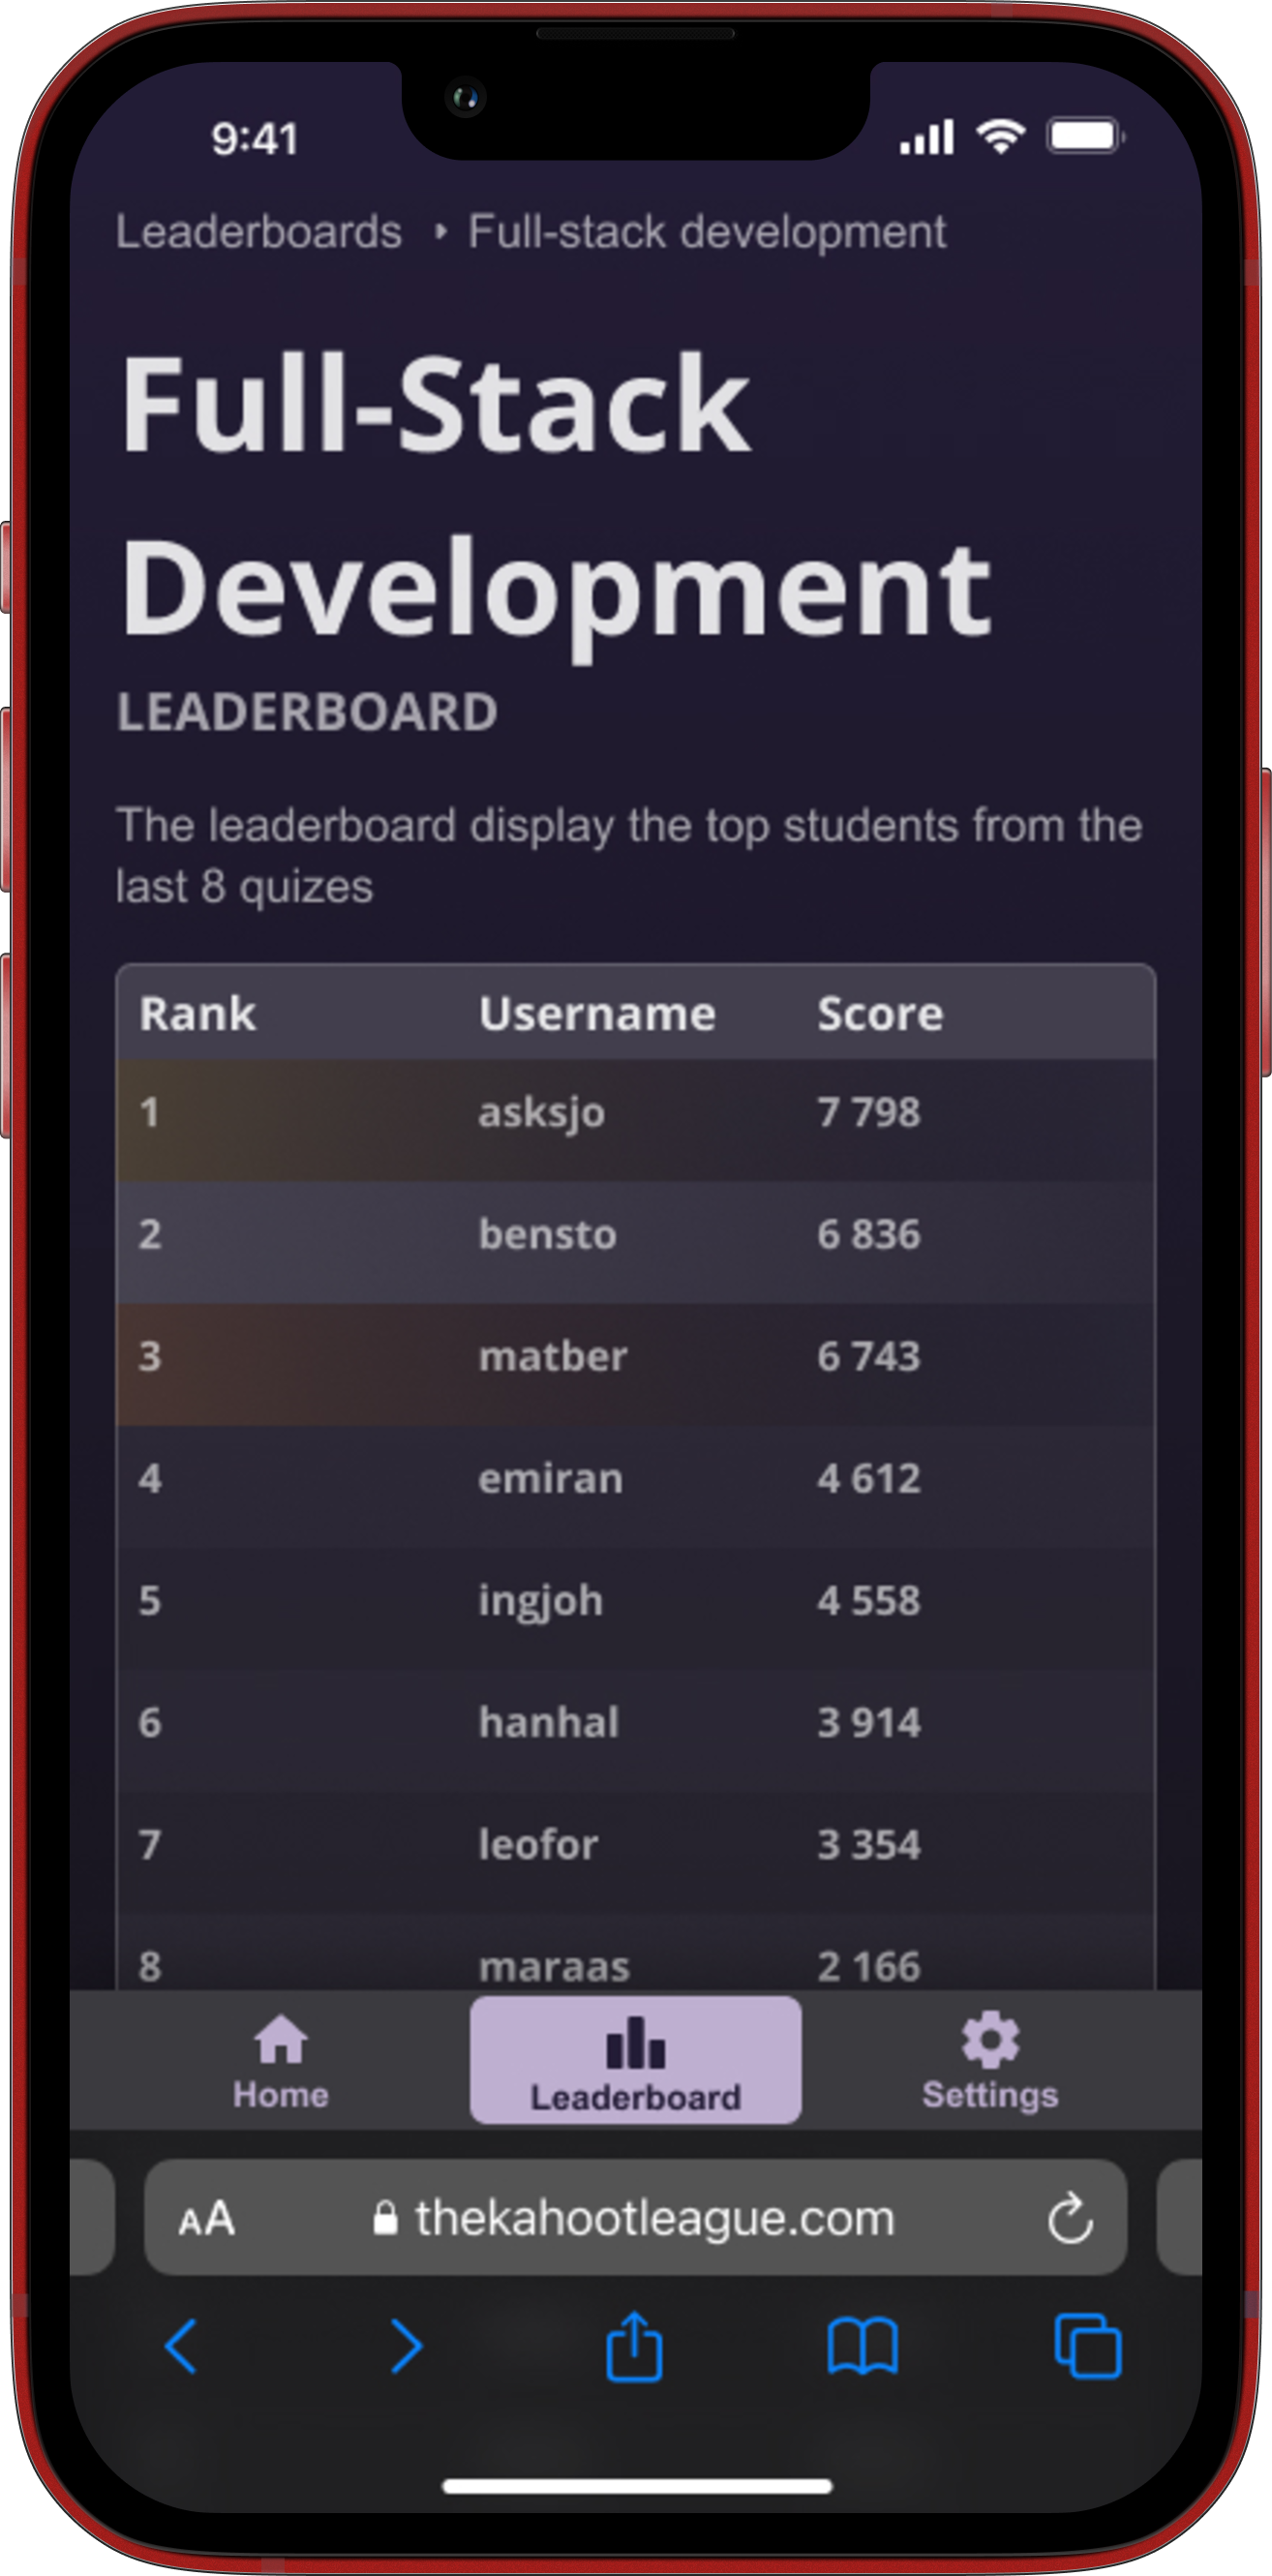 9:41
Leaderboards ‣ Full-stack development
Full-Stack
Development
LEADERBOARD
The leaderboard display the top students from the
last 8 quizes
Rank Username Score
1 asksjo 7 798
2 bensto 6 836
3 matber 6 743
4 emiran 4 612
5 ingjoh 4 558
6 hanhal 3 914
7 leofor 3 354
8 maraas 2 166
Home Leaderboard Settings
AA thekahootleague.com